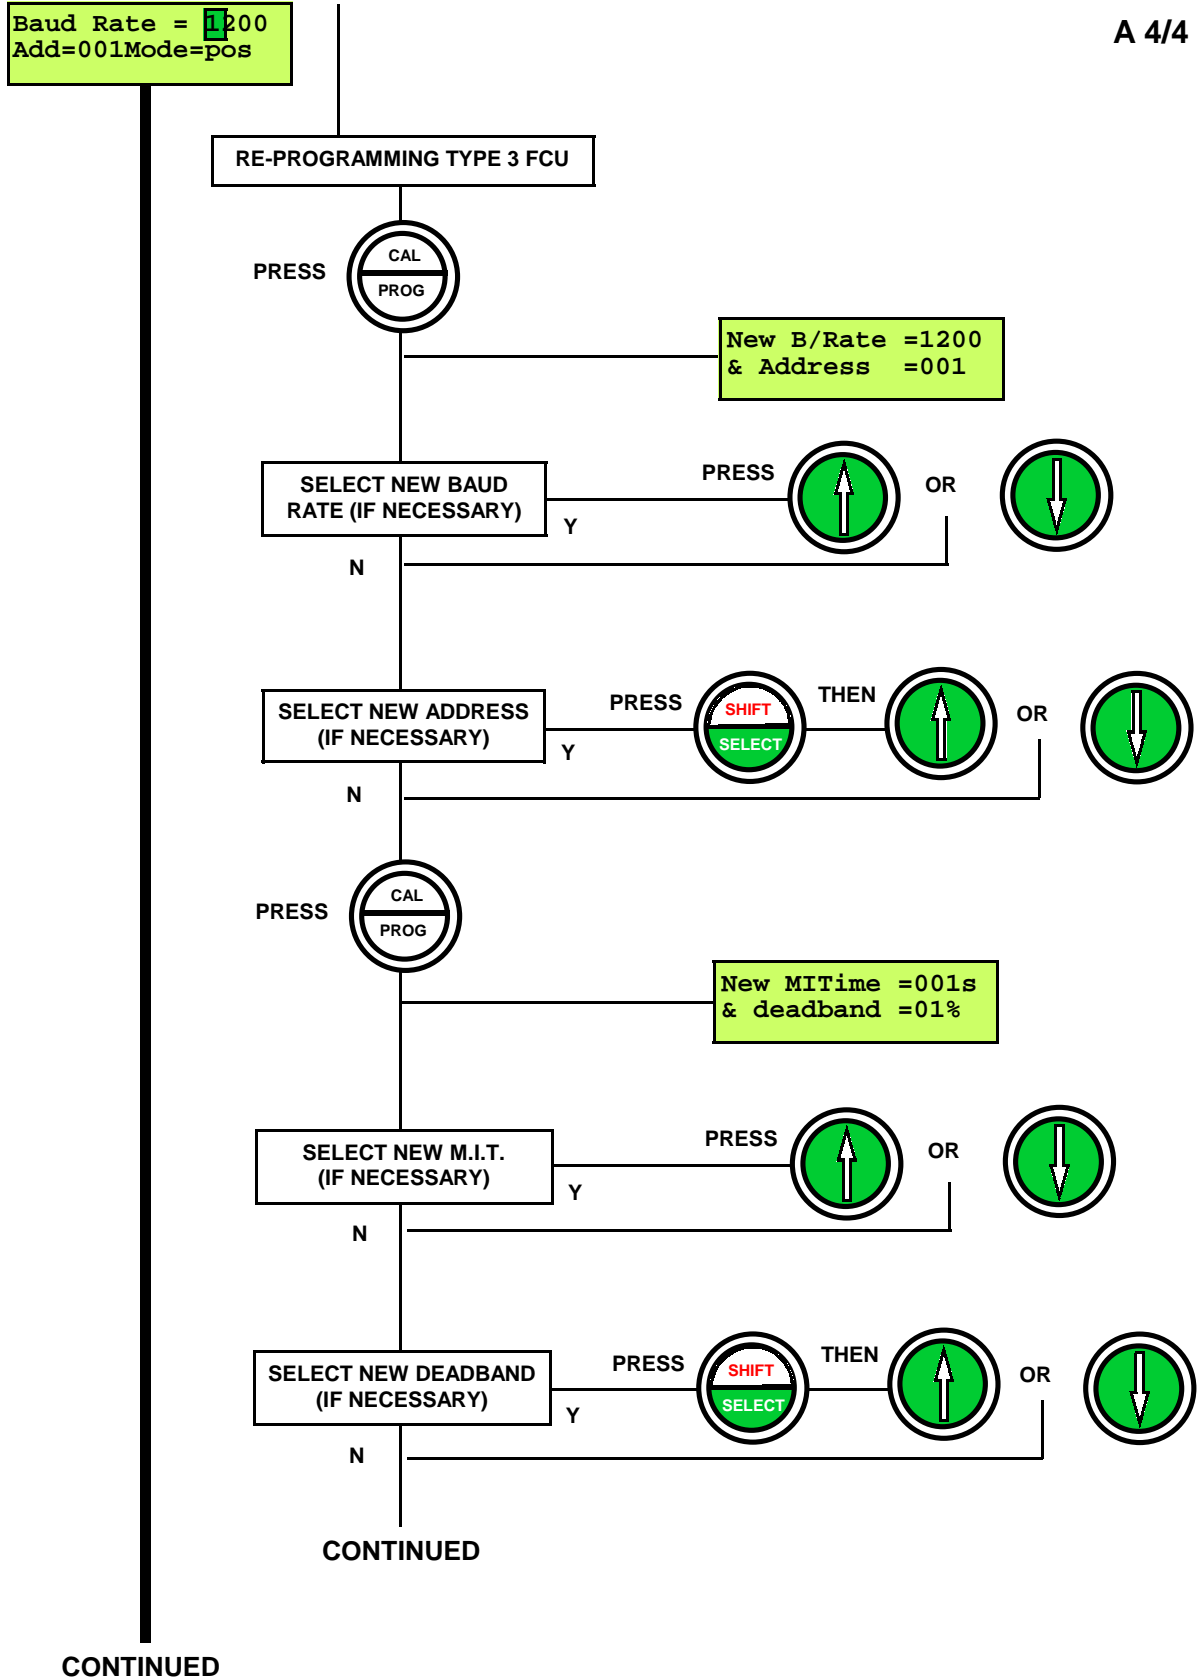 Baud Rate = 1200
Add=001Mode=pos
A 4/4
RE-PROGRAMMING TYPE 3 FCU
PRESS
CAL
PROG
New B/Rate =1200
& Address  =001
SELECT NEW BAUD
RATE (IF NECESSARY)
Y
N
PRESS
OR
SELECT NEW ADDRESS
(IF NECESSARY)
Y
N
PRESS
SHIFT
SELECT
THEN
OR
PRESS
CAL
PROG
New MITime =001s
& deadband =01%
SELECT NEW M.I.T.
(IF NECESSARY)
Y
N
PRESS
OR
SELECT NEW DEADBAND
(IF NECESSARY)
Y
N
PRESS
SHIFT
SELECT
THEN
OR
CONTINUED
CONTINUED